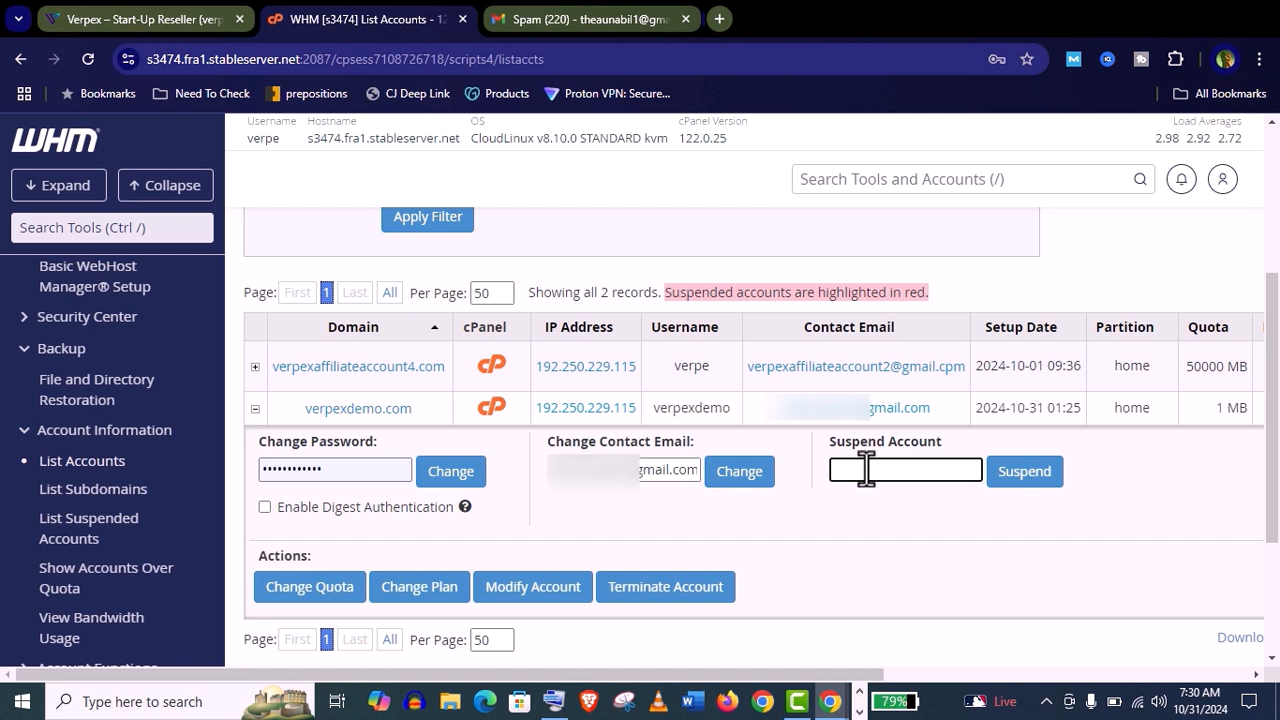 Verpex – Start-Up Reseller (verp
WHM [s3474] List Accounts - 12
Spam (220) - theaunabil1@gma
s3474.fra1.stableserver.net:2087/cpsess7108726718/scripts4/listaccts
Bookmarks
Need To Check
prepositions
CJ Deep Link
Products
Proton VPN: Secure...
All Bookmarks
WHM
Expand
Collapse
Search Tools (Ctrl /)
Basic WebHost
Manager® Setup
Security Center
Backup
File and Directory
Restoration
Account Information
List Accounts
List Subdomains
List Suspended
Accounts
Show Accounts Over
Quota
View Bandwidth
Usage
Username Hostname OS cPanel Version Load Averages
verpe s3474.fra1.stableserver.net CloudLinux v8.10.0 STANDARD kvm 122.0.25 2.98 2.92 2.72
Search Tools and Accounts (/)
Apply Filter
Page: First 1 Last All Per Page: 50 Showing all 2 records. Suspended accounts are highlighted in red.
Domain cPanel IP Address Username Contact Email Setup Date Partition Quota
verpexaffiliateaccount4.com cP 192.250.229.115 verpe verpexaffiliateaccount2@gmail.cpm 2024-10-01 09:36 home 50000 MB
verpexdemo.com cP 192.250.229.115 verpexdemo gmail.com 2024-10-31 01:25 home 1 MB
Change Password: Change Contact Email: Suspend Account
•••••••••••• Change gmail.com Change Suspend
Enable Digest Authentication ?
Actions:
Change Quota Change Plan Modify Account Terminate Account
Page: First 1 Last All Per Page: 50 Downlo
Type here to search
79%
Live
7:30 AM
10/31/2024